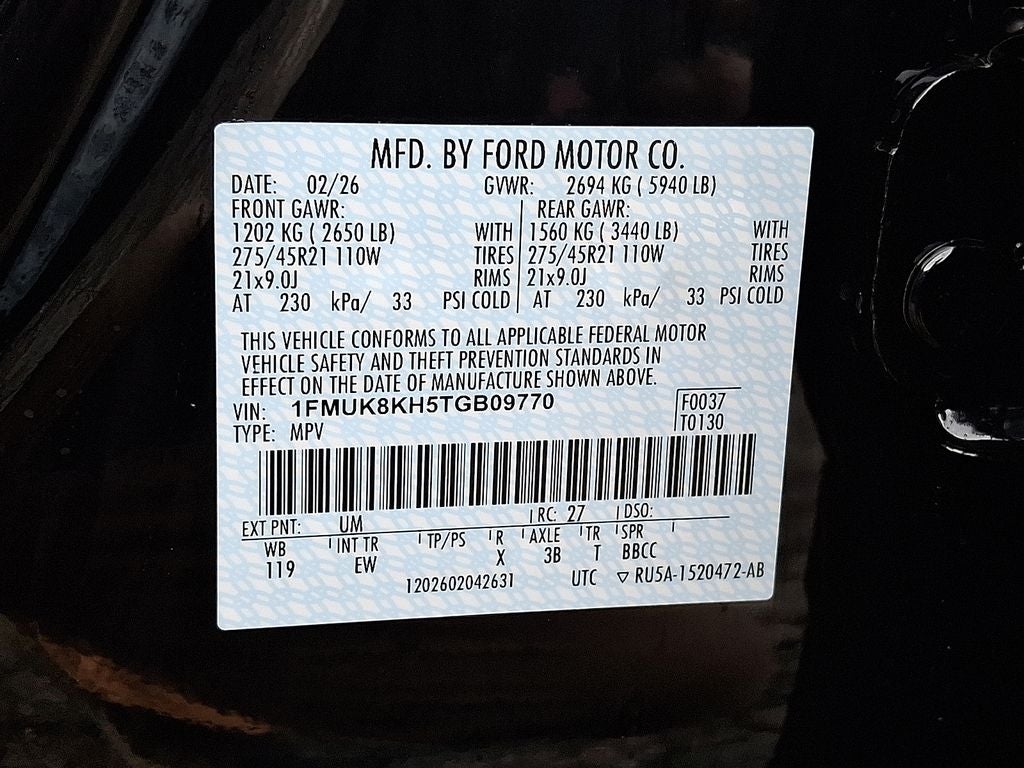 MFD. BY FORD MOTOR CO.
DATE: 02/26 GVWR: 2694 KG ( 5940 LB)
FRONT GAWR: REAR GAWR:
1202 KG ( 2650 LB) WITH 1560 KG ( 3440 LB) WITH
275/45R21 110W TIRES 275/45R21 110W TIRES
21x9.0J RIMS 21x9.0J RIMS
AT 230 kPa/ 33 PSI COLD AT 230 kPa/ 33 PSI COLD
THIS VEHICLE CONFORMS TO ALL APPLICABLE FEDERAL MOTOR
VEHICLE SAFETY AND THEFT PREVENTION STANDARDS IN
EFFECT ON THE DATE OF MANUFACTURE SHOWN ABOVE.
VIN: 1FMUK8KH5TGB09770 F0037
TYPE: MPV T0130
EXT PNT: UM RC: 27 DSO:
WB INT TR TP/PS R AXLE TR SPR
119 EW X 3B T BBCC
1202602042631 UTC ▽ RU5A-1520472-AB